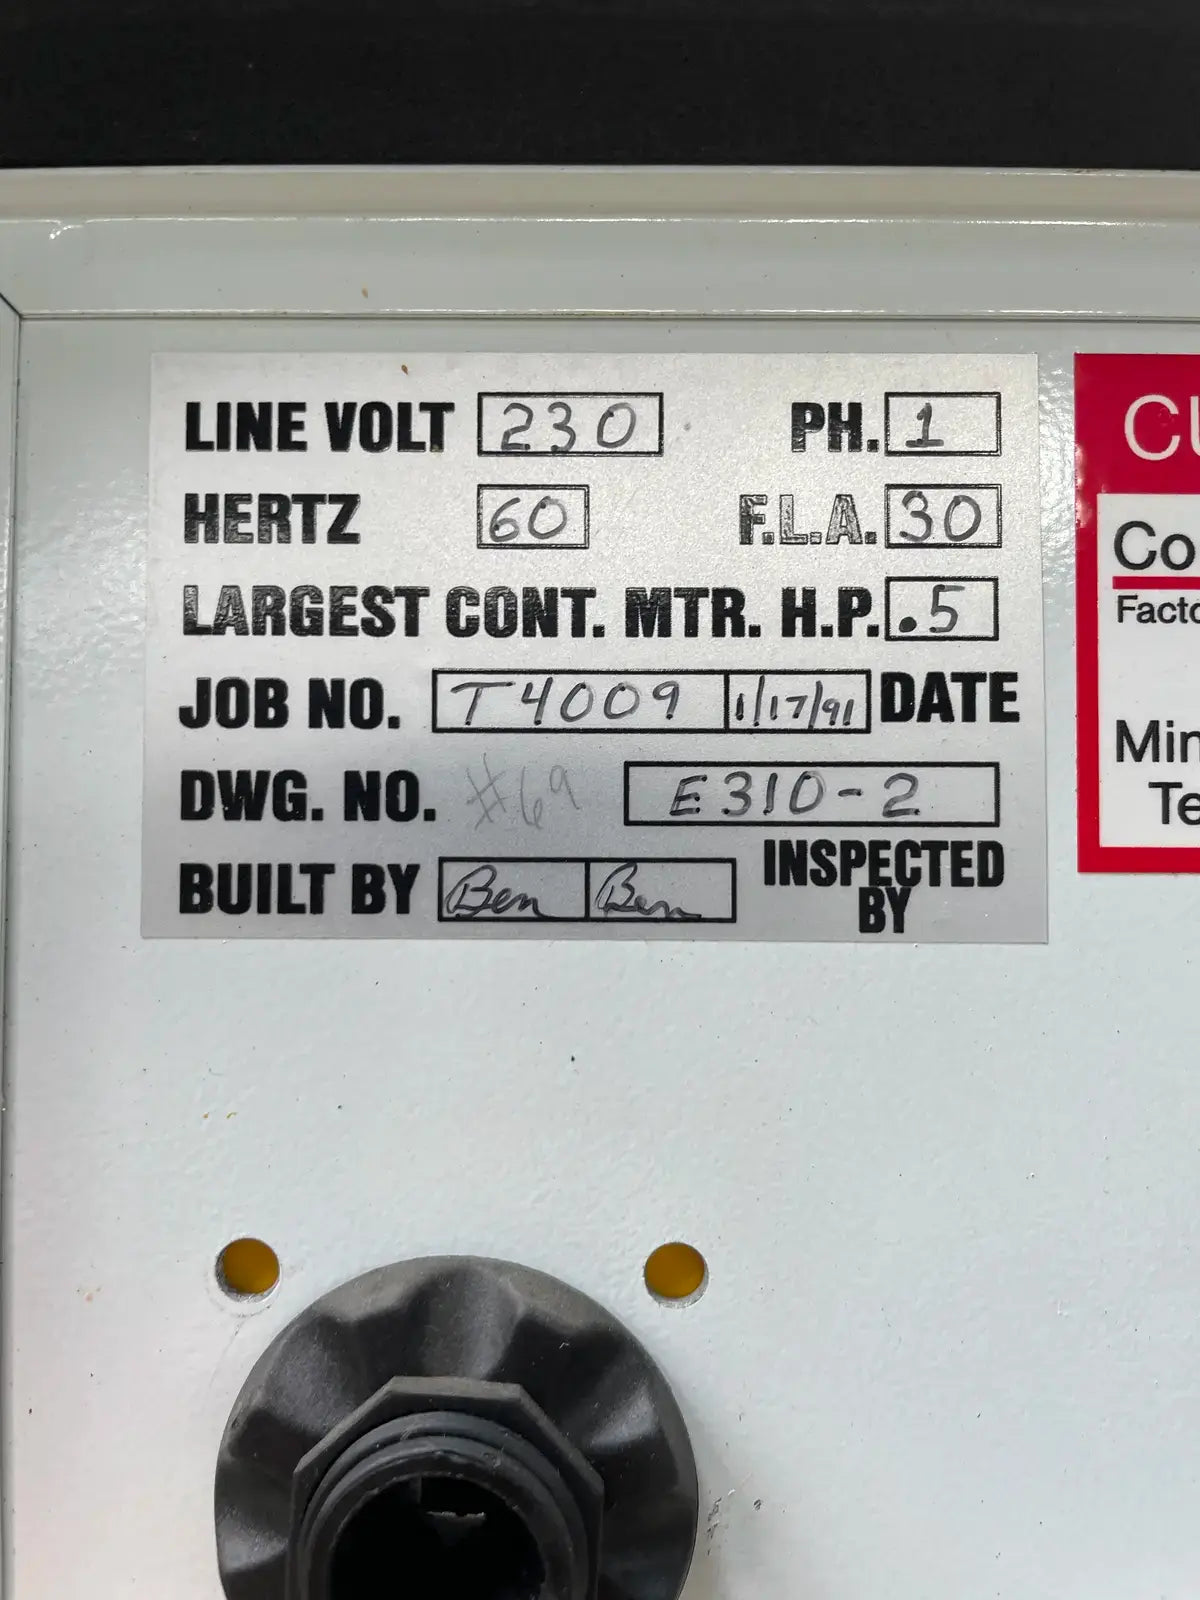 LINE VOLT 230 PH. 1
HERTZ 60 F.L.A. 30
LARGEST CONT. MTR. H.P. .5
JOB NO. T4009 1/17/91 DATE
DWG. NO. #69 E310-2
BUILT BY Ben Ben INSPECTED
BY
CU
Co
Facto
Min
Te